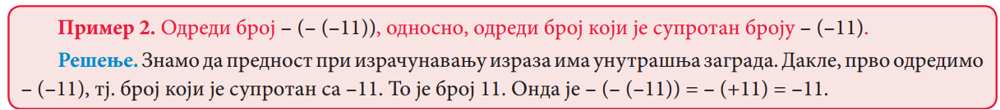 Пример 2. Одреди број – (– (–11)), односно, одреди број који је супротан броју – (–11).
Решење. Знамо да предност при израчунавању израза има унутрашња заграда. Дакле, прво одредимо
– (–11), тј. број који је супротан са –11. То је број 11. Онда је – (– (–11)) = – (+11) = –11.